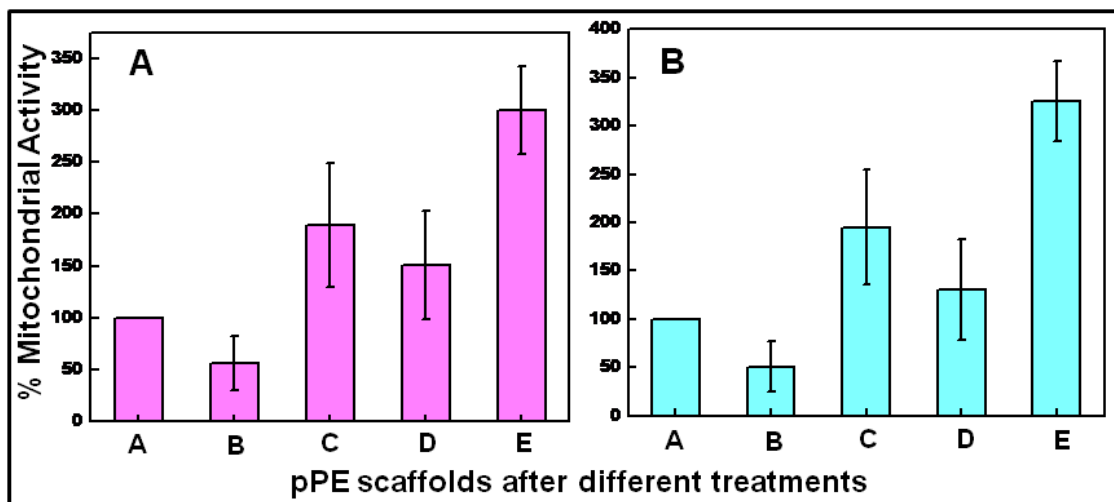 A
B
% Mitochondrial Activity
350
300
250
200
150
100
50
0
A B C D E
400
350
300
250
200
150
100
50
0
A B C D E
pPE scaffolds after different treatments